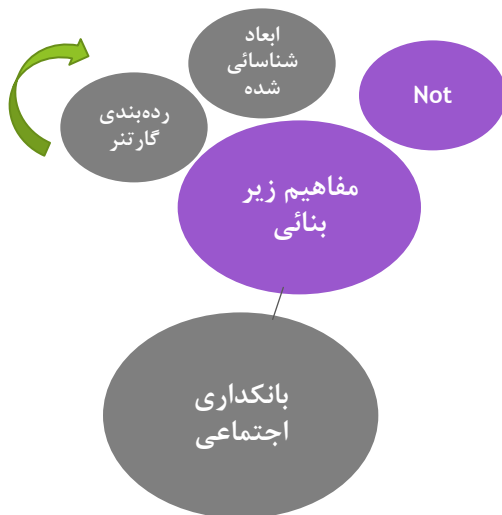 ابعاد
شناسائی
شده
Not
رده‌بندی
گارتنر
مفاهیم زیر
بنائی
بانکداری
اجتماعی